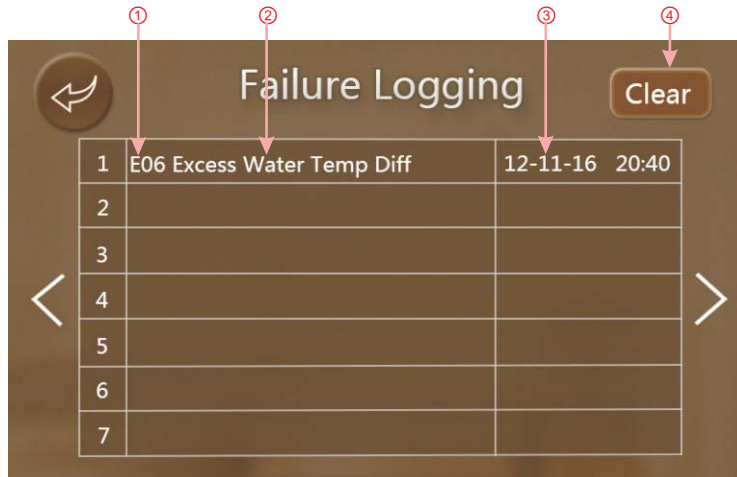 ① ② ③ ④
Failure Logging Clear
1 E06 Excess Water Temp Diff 12-11-16 20:40
2
3
4
5
6
7